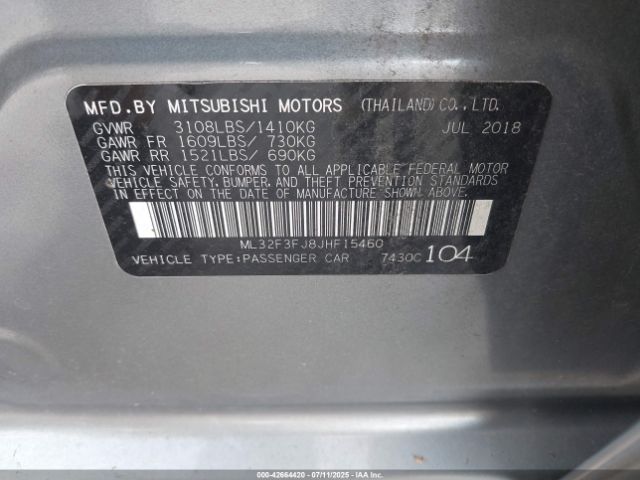 MFD.BY MITSUBISHI MOTORS (THAILAND)CO.,LTD.
GVWR 3108LBS/1410KG JUL 2018
GAWR FR 1609LBS/ 730KG
GAWR RR 1521LBS/ 690KG
THIS VEHICLE CONFORMS TO ALL APPLICABLE FEDERAL MOTOR
VEHICLE SAFETY, BUMPER, AND THEFT PREVENTION STANDARDS
IN EFFECT ON THE DATE OF MANUFACTURE SHOWN ABOVE.
ML32F3FJ8JHF15460
VEHICLE TYPE:PASSENGER CAR 7430C 104
000-42664420 | 07/11/2025 | IAA Inc.